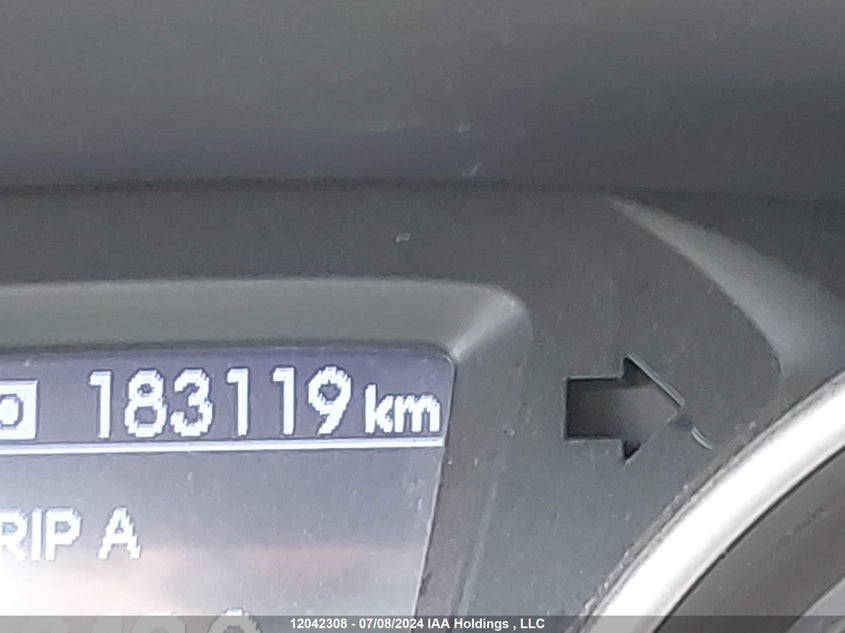 183119 km
RIP A
12042308 - 07/08/2024 IAA Holdings , LLC